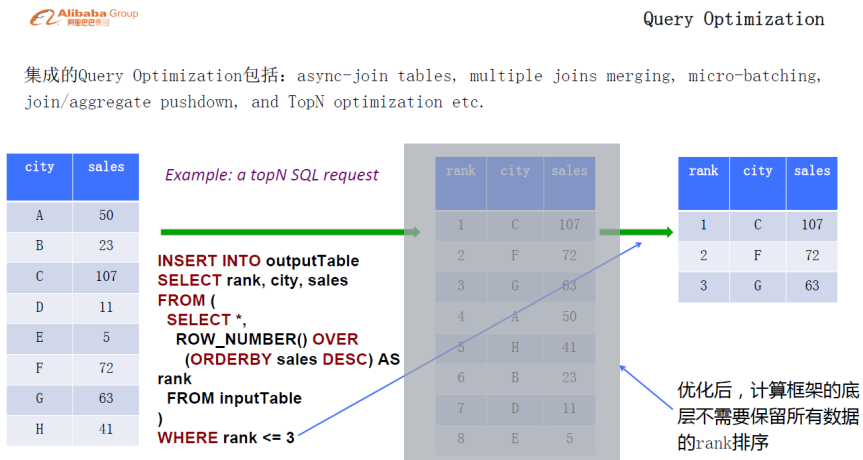 Alibaba Group
阿里巴巴集团
Query Optimization
集成的Query Optimization包括：async-join tables, multiple joins merging, micro-batching,
join/aggregate pushdown, and TopN optimization etc.
city sales
A 50
B 23
C 107
D 11
E 5
F 72
G 63
H 41
Example: a topN SQL request
INSERT INTO outputTable
SELECT rank, city, sales
FROM (
SELECT *,
ROW_NUMBER() OVER
(ORDERBY sales DESC) AS
rank
FROM inputTable
)
WHERE rank <= 3
rank city sales
1 C 107
2 F 72
3 G 63
4 A 50
5 H 41
6 B 23
7 D 11
8 E 5
rank city sales
1 C 107
2 F 72
3 G 63
优化后，计算框架的底
层不需要保留所有数据
的rank排序